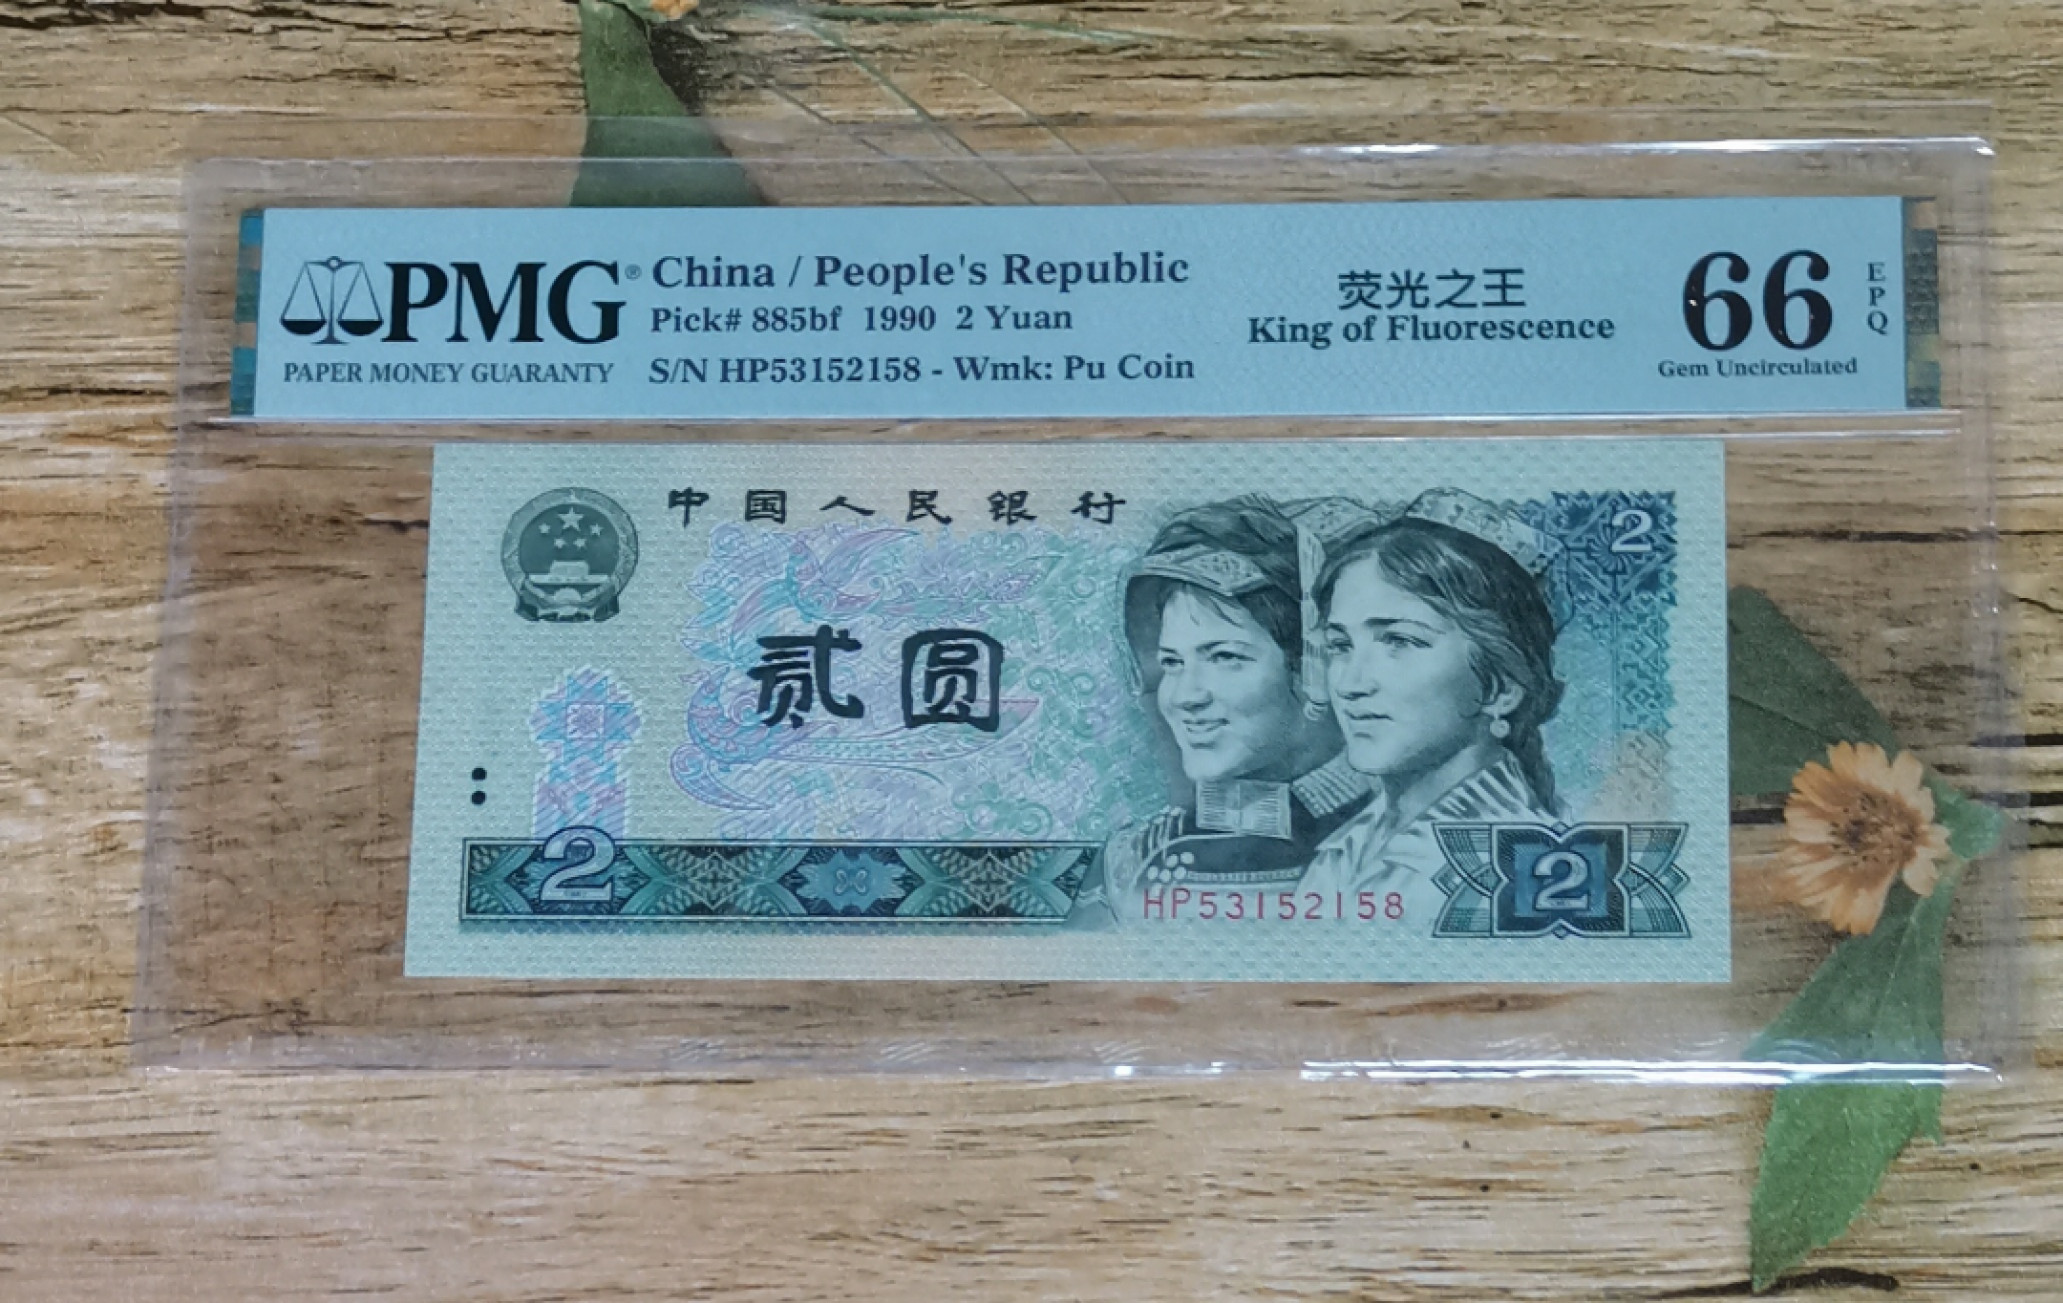 PMG®
PAPER MONEY GUARANTY
China / People's Republic
Pick# 885bf 1990 2 Yuan
S/N HP53152158 - Wmk: Pu Coin
荧光之王
King of Fluorescence
66
EPQ
Gem Uncirculated
中国人民银行
2
贰圆
2
HP53152158
2